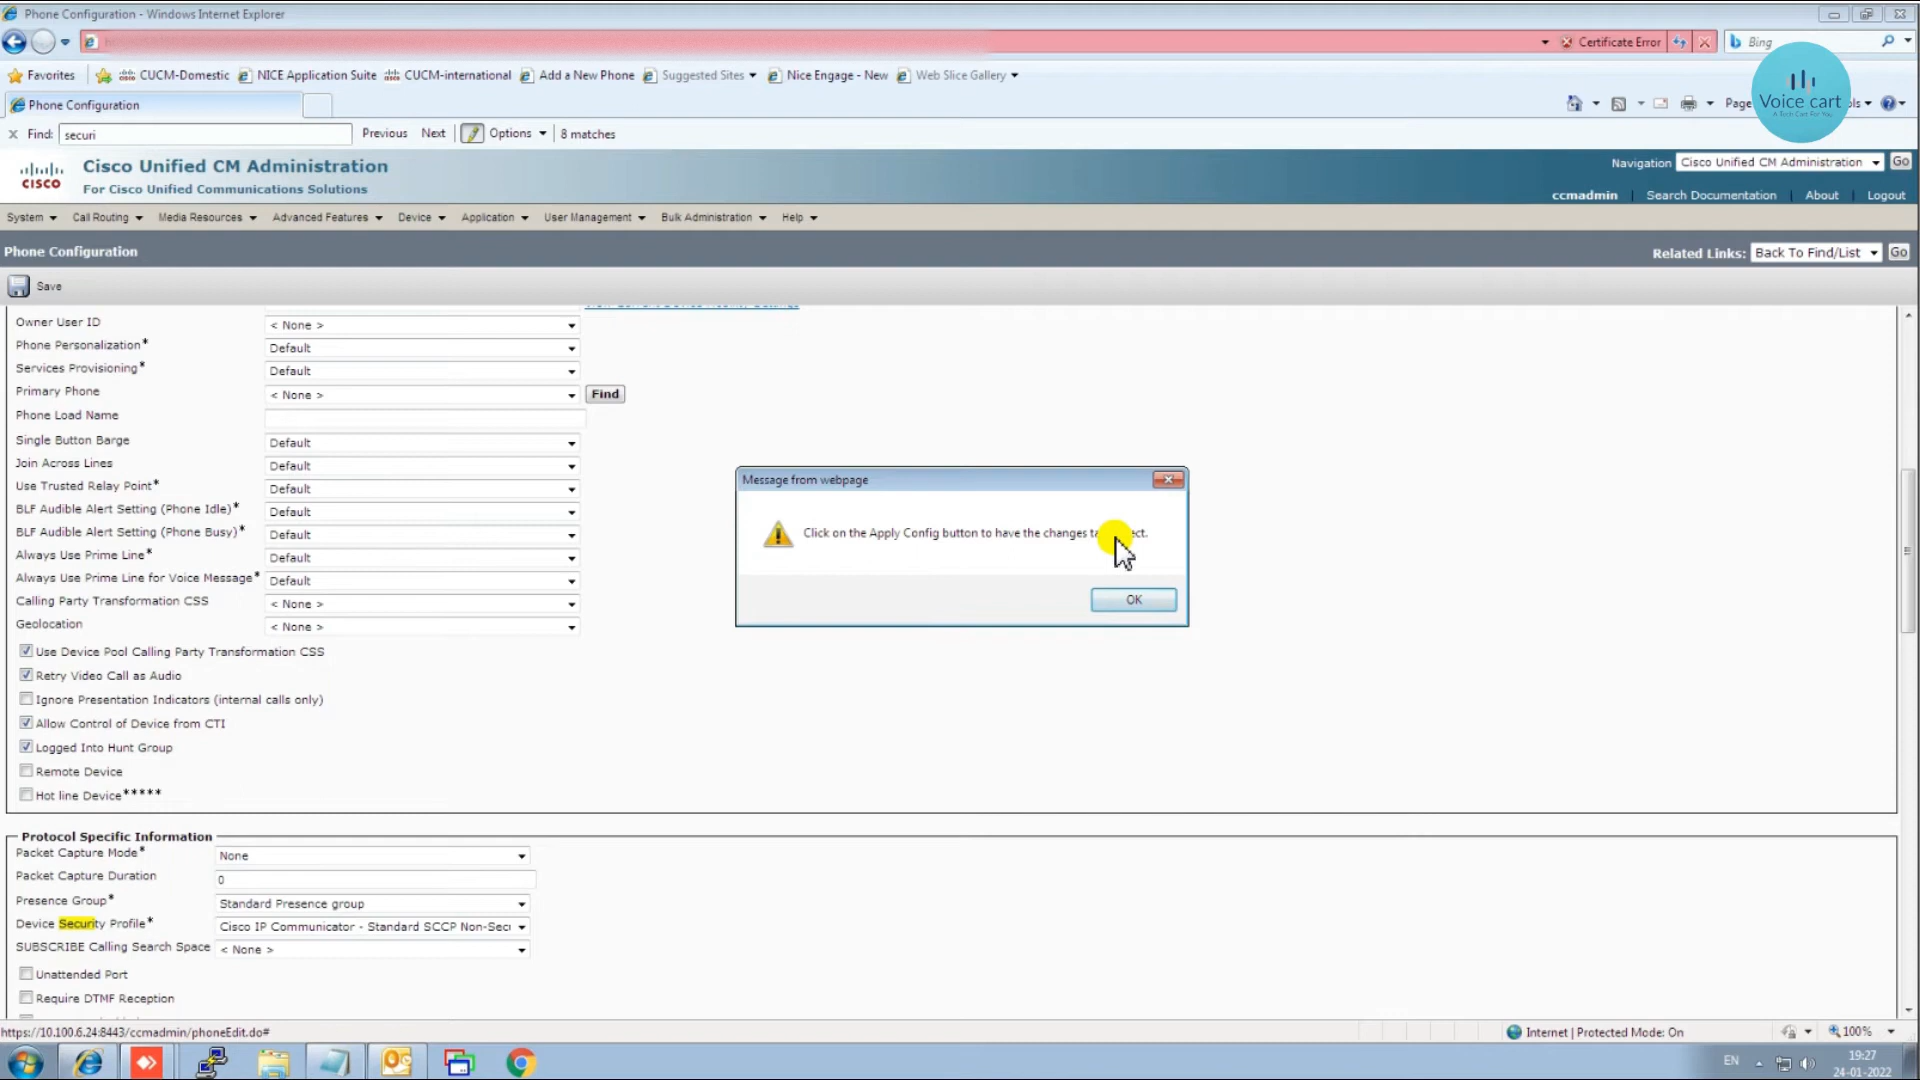 Phone Configuration - Windows Internet Explorer
Certificate Error
Bing
Favorites CUCM-Domestic NICE Application Suite CUCM-international Add a New Phone Suggested Sites Nice Engage - New Web Slice Gallery
Phone Configuration
Page
Voice cart
A Tech Cart For You
Find: securi Previous Next Options 8 matches
CISCO
Cisco Unified CM Administration
For Cisco Unified Communications Solutions
Navigation Cisco Unified CM Administration Go
ccmadmin Search Documentation About Logout
System Call Routing Media Resources Advanced Features Device Application User Management Bulk Administration Help
Phone Configuration
Related Links: Back To Find/List Go
Save
Owner User ID < None >
Phone Personalization* Default
Services Provisioning* Default
Primary Phone < None > Find
Phone Load Name
Single Button Barge Default
Join Across Lines Default
Use Trusted Relay Point* Default
BLF Audible Alert Setting (Phone Idle)* Default
BLF Audible Alert Setting (Phone Busy)* Default
Always Use Prime Line* Default
Always Use Prime Line for Voice Message* Default
Calling Party Transformation CSS < None >
Geolocation < None >
Use Device Pool Calling Party Transformation CSS
Retry Video Call as Audio
Ignore Presentation Indicators (internal calls only)
Allow Control of Device from CTI
Logged Into Hunt Group
Remote Device
Hot line Device*****
Message from webpage
Click on the Apply Config button to have the changes
OK
Protocol Specific Information
Packet Capture Mode* None
Packet Capture Duration 0
Presence Group* Standard Presence group
Device Security Profile* Cisco IP Communicator - Standard SCCP Non-Secu
SUBSCRIBE Calling Search Space < None >
Unattended Port
Require DTMF Reception
https://10.100.6.24:8443/ccmadmin/phoneEdit.do#
Internet | Protected Mode: On
100%
EN
19:27
24-01-2022